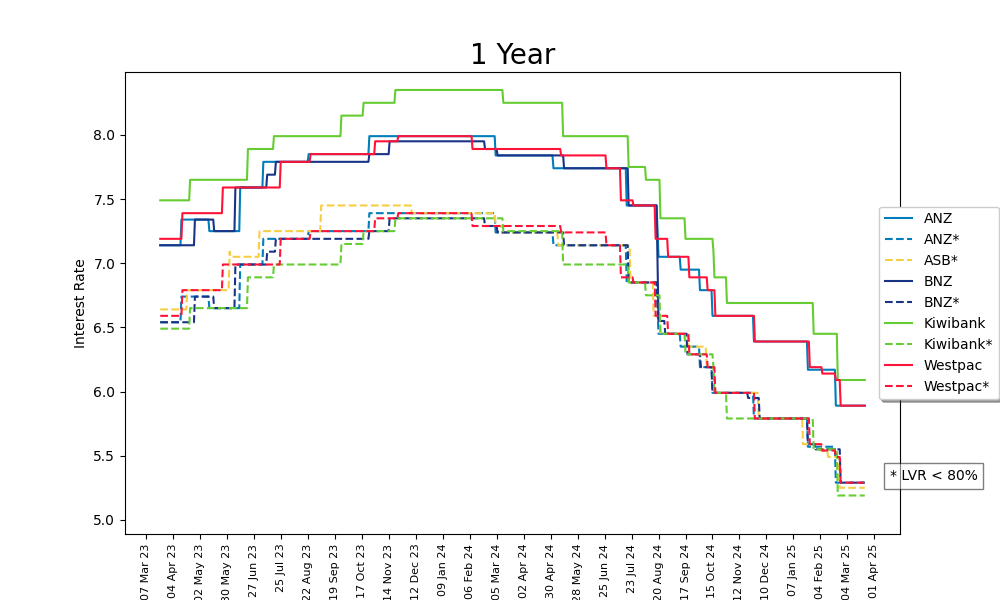 1 Year
Interest Rate
8.0
7.5
7.0
6.5
6.0
5.5
5.0
07 Mar 23
04 Apr 23
02 May 23
30 May 23
27 Jun 23
25 Jul 23
22 Aug 23
19 Sep 23
17 Oct 23
14 Nov 23
12 Dec 23
09 Jan 24
06 Feb 24
05 Mar 24
02 Apr 24
30 Apr 24
28 May 24
25 Jun 24
23 Jul 24
20 Aug 24
17 Sep 24
15 Oct 24
12 Nov 24
10 Dec 24
07 Jan 25
04 Feb 25
04 Mar 25
01 Apr 25
ANZ
ANZ*
ASB*
BNZ
BNZ*
Kiwibank
Kiwibank*
Westpac
Westpac*
* LVR < 80%